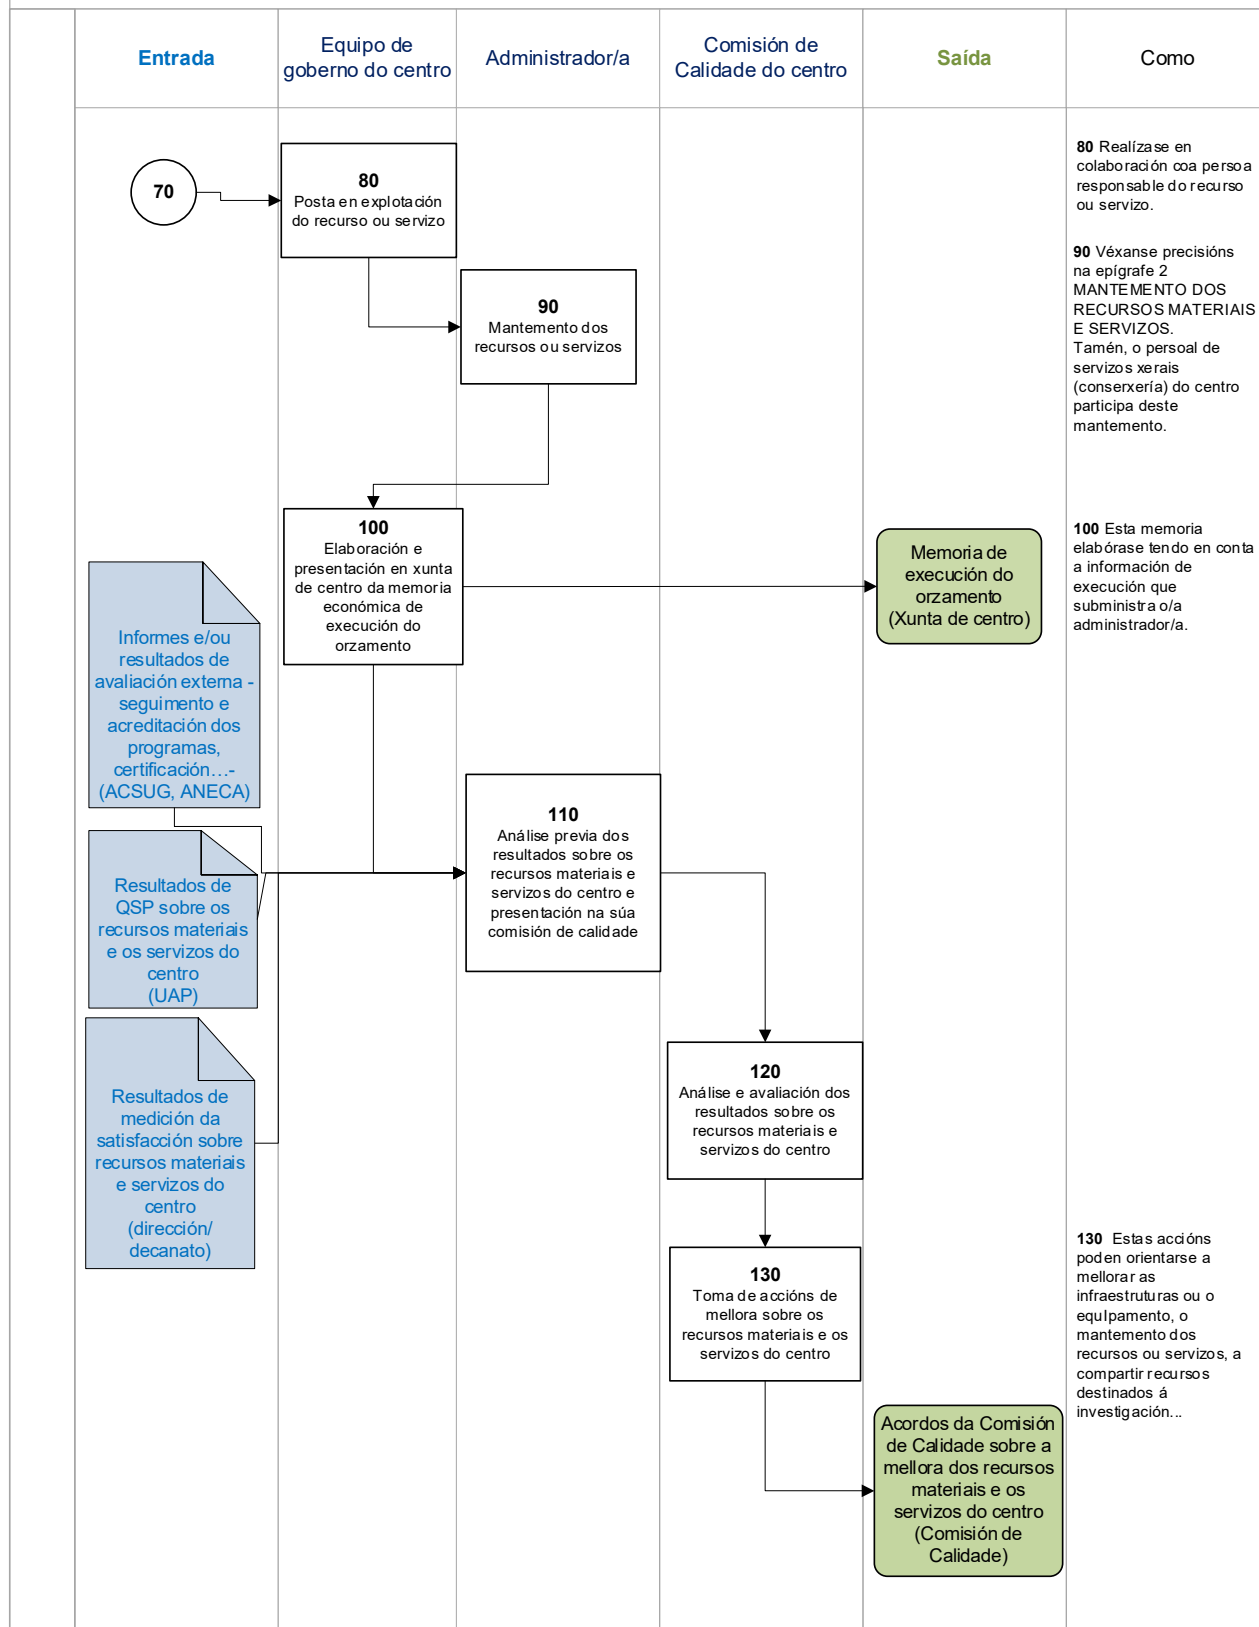 Entrada
Equipo de
goberno do centro
Administrador/a
Comisión de
Calidade do centro
Saída
Como
70
80
Posta en explotación
do recurso ou servizo
80 Realízase en
colaboración coa persoa
responsable do recurso
ou servizo.
90
Mantemento dos
recursos ou servizos
90 Véxanse precisións
na epígrafe 2
MANTEMENTO DOS
RECURSOS MATERIAIS
E SERVIZOS.
Tamén, o persoal de
servizos xerais
(conserxería) do centro
participa deste
mantemento.
100
Elaboración e
presentación en xunta
de centro da memoria
económica de
execución do
orzamento
Memoria de
execución do
orzamento
(Xunta de centro)
100 Esta memoria
elabórase tendo en conta
a información de
execución que
subministra o/a
administrador/a.
Informes e/ou
resultados de
avaliación externa -
seguimento e
acreditación dos
programas,
certificación...-
(ACSUG, ANECA)
Resultados de
QSP sobre os
recursos materiais
e os servizos do
centro
(UAP)
Resultados de
medición da
satisfacción sobre
recursos materiais
e servizos do
centro
(dirección/
decanato)
110
Análise previa dos
resultados sobre os
recursos materiais e
servizos do centro e
presentación na súa
comisión de calidade
120
Análise e avaliación dos
resultados sobre os
recursos materiais e
servizos do centro
130
Toma de accións de
mellora sobre os
recursos materiais e os
servizos do centro
130 Estas accións
poden orientarse a
mellorar as
infraestruturas ou o
equIpamento, o
mantemento dos
recursos ou servizos, a
compartir recursos
destinados á
investigación...
Acordos da Comisión
de Calidade sobre a
mellora dos recursos
materiais e os
servizos do centro
(Comisión de
Calidade)